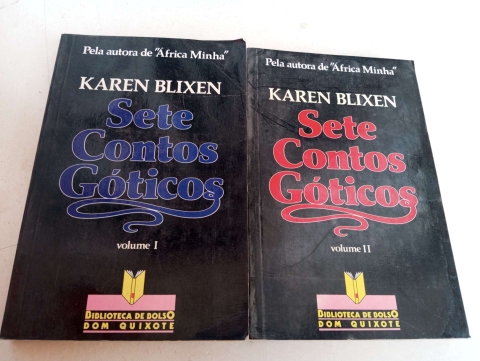 Pela autora de "África Minha"
KAREN BLIXEN
Sete
Contos
Góticos
volume I
BIBLIOTECA DE BOLSO
DOM QUIXOTE
Pela autora de "África Minha"
KAREN BLIXEN
Sete
Contos
Góticos
volume II
BIBLIOTECA DE BOLSO
DOM QUIXOTE